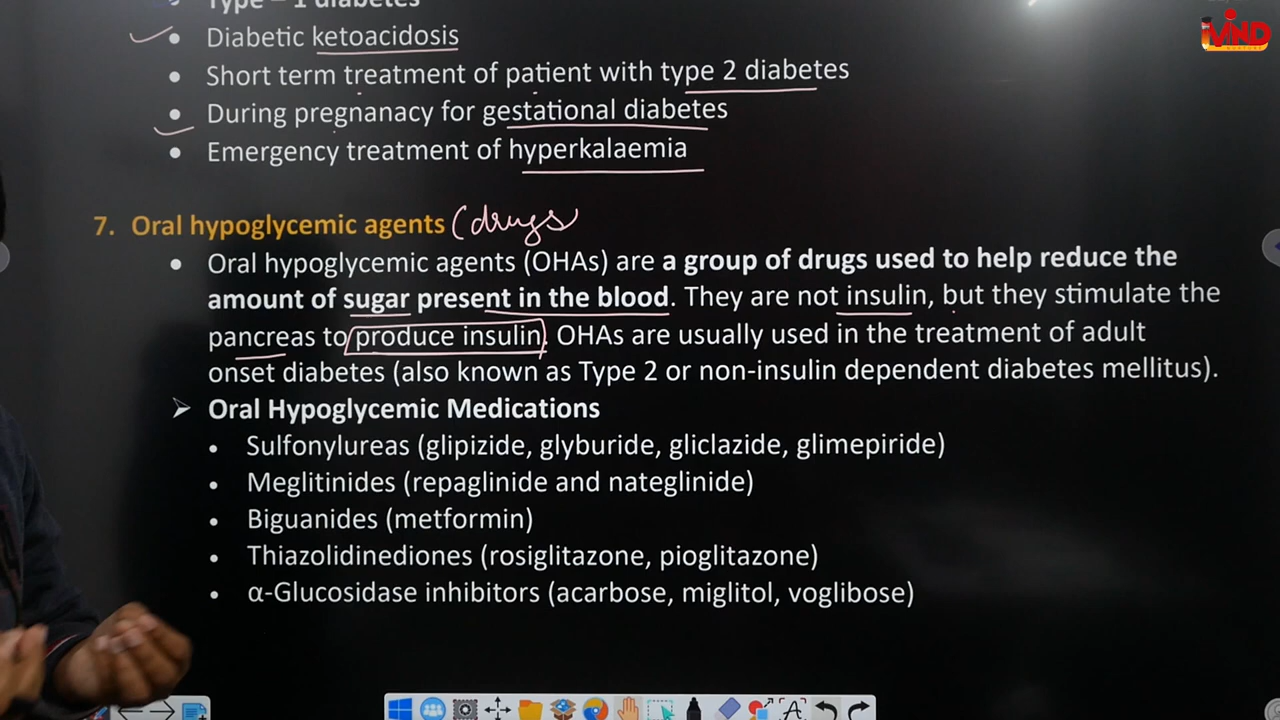 Type – 1 diabetes
• Diabetic ketoacidosis
• Short term treatment of patient with type 2 diabetes
• During pregnanacy for gestational diabetes
• Emergency treatment of hyperkalaemia
7. Oral hypoglycemic agents (drugs
• Oral hypoglycemic agents (OHAs) are a group of drugs used to help reduce the
amount of sugar present in the blood. They are not insulin, but they stimulate the
pancreas to produce insulin. OHAs are usually used in the treatment of adult
onset diabetes (also known as Type 2 or non-insulin dependent diabetes mellitus).
➢ Oral Hypoglycemic Medications
• Sulfonylureas (glipizide, glyburide, gliclazide, glimepiride)
• Meglitinides (repaglinide and nateglinide)
• Biguanides (metformin)
• Thiazolidinediones (rosiglitazone, pioglitazone)
• α-Glucosidase inhibitors (acarbose, miglitol, voglibose)